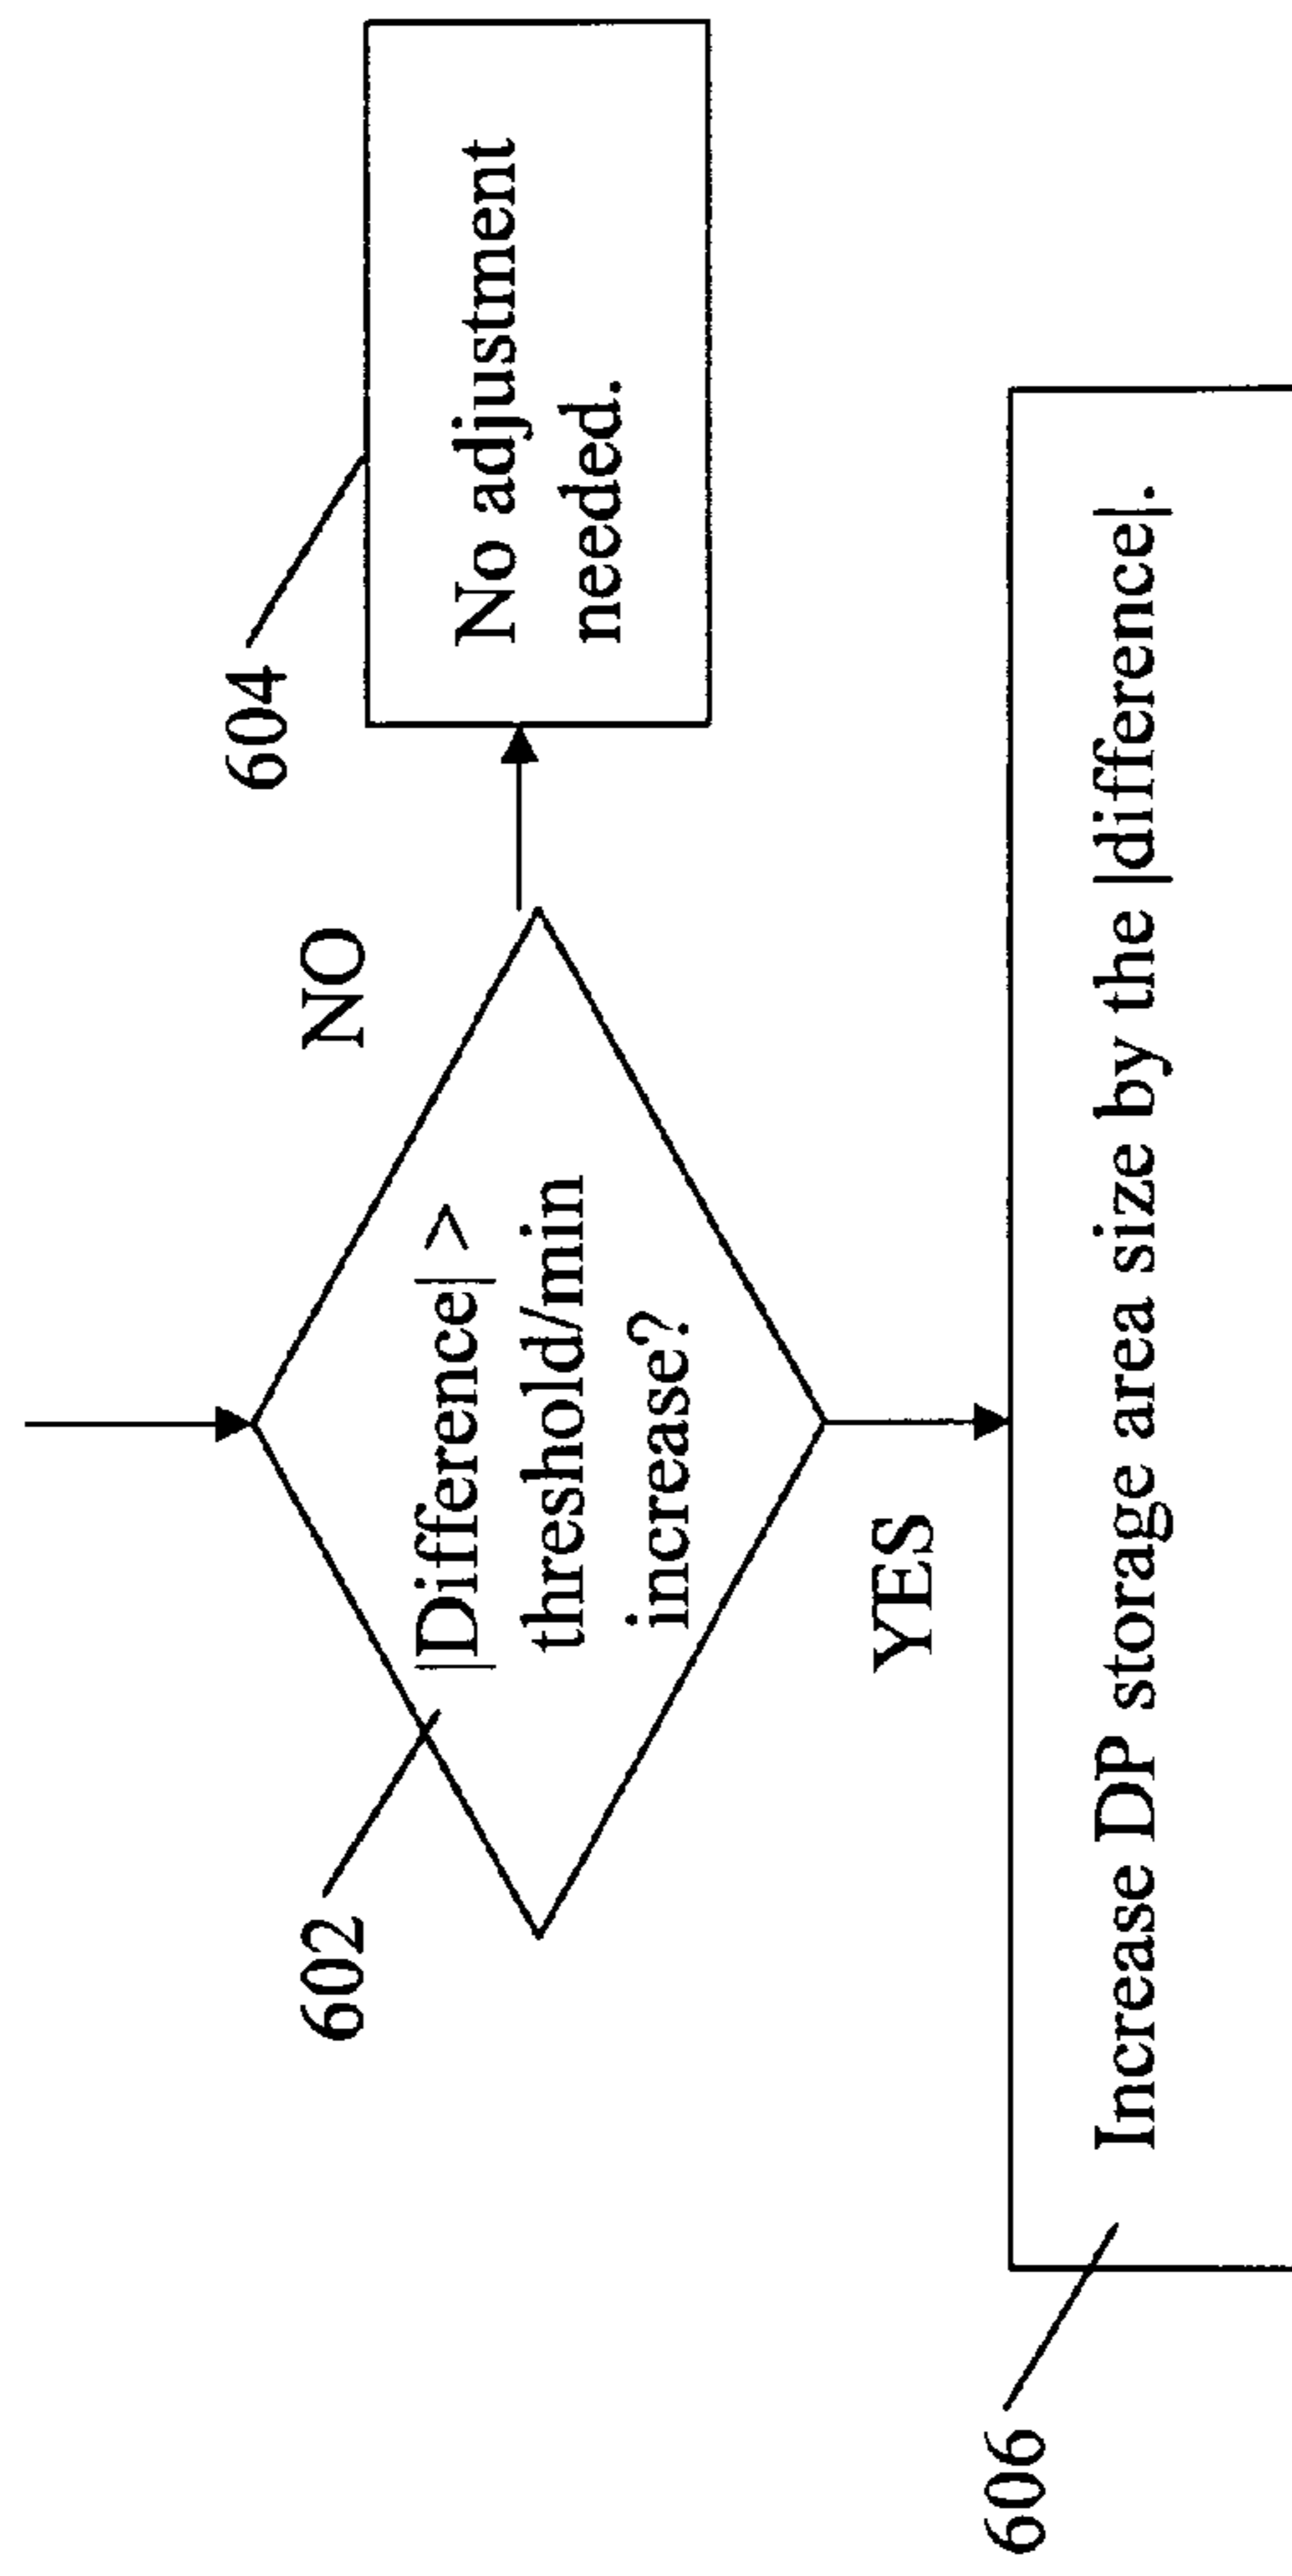 602
|Difference| >
threshold/min
increase?
NO
604
No adjustment
needed.
YES
606
Increase DP storage area size by the |difference|.